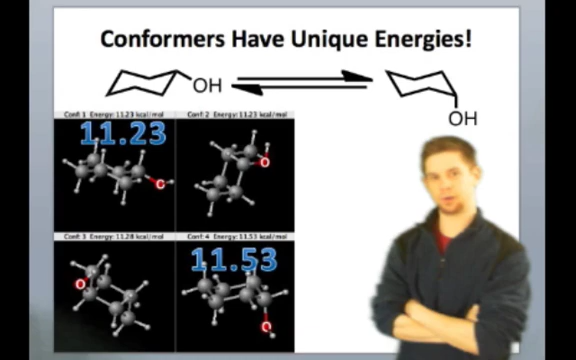 Conformers Have Unique Energies!
OH
OH
Conf: 1 Energy: 11.23 kcal/mol
Conf: 2 Energy: 11.23 kcal/mol
11.23
O
O
Conf: 3 Energy: 11.28 kcal/mol
Conf: 4 Energy: 11.53 kcal/mol
11.53
O
O